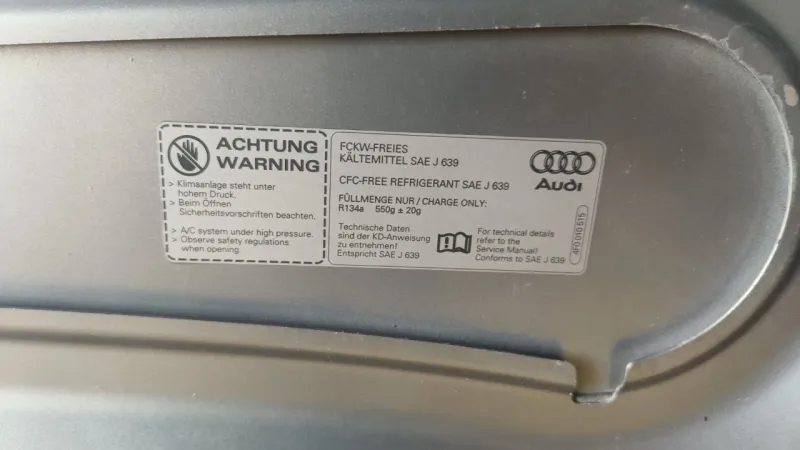 ACHTUNG
WARNING
> Klimaanlage steht unter
hohem Druck.
> Beim Öffnen
Sicherheitsvorschriften beachten.
> A/C system under high pressure.
> Observe safety regulations
when opening.
FCKW-FREIES
KÄLTEMITTEL SAE J 639
CFC-FREE REFRIGERANT SAE J 639
FÜLLMENGE NUR / CHARGE ONLY:
R134a 550g ± 20g
Technische Daten
sind der KD-Anweisung
zu entnehmen!
Entspricht SAE J 639
For technical details
refer to the
Service Manual!
Conforms to SAE J 639
Audi
4F0 010 515